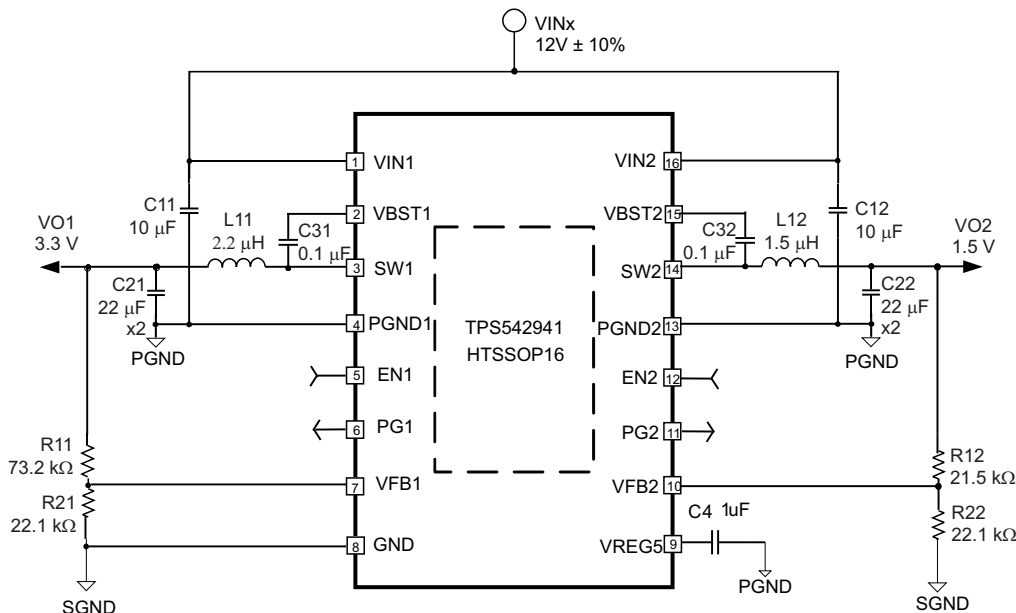 VINx
12V ± 10%
1 VIN1
VIN2 16
C11
10 µF
2 VBST1
VBST2 15
C12
10 µF
VO1
3.3 V
L11
2.2 µH
C31
0.1 µF
C32
0.1 µF
L12
1.5 µH
VO2
1.5 V
3 SW1
SW2 14
C21
22 µF
x2
C22
22 µF
x2
4 PGND1
PGND2 13
TPS542941
HTSSOP16
PGND
PGND
5 EN1
EN2 12
6 PG1
PG2 11
R11
73.2 kΩ
R12
21.5 kΩ
7 VFB1
VFB2 10
R21
22.1 kΩ
R22
22.1 kΩ
C4 1uF
8 GND
VREG5 9
PGND
SGND
SGND